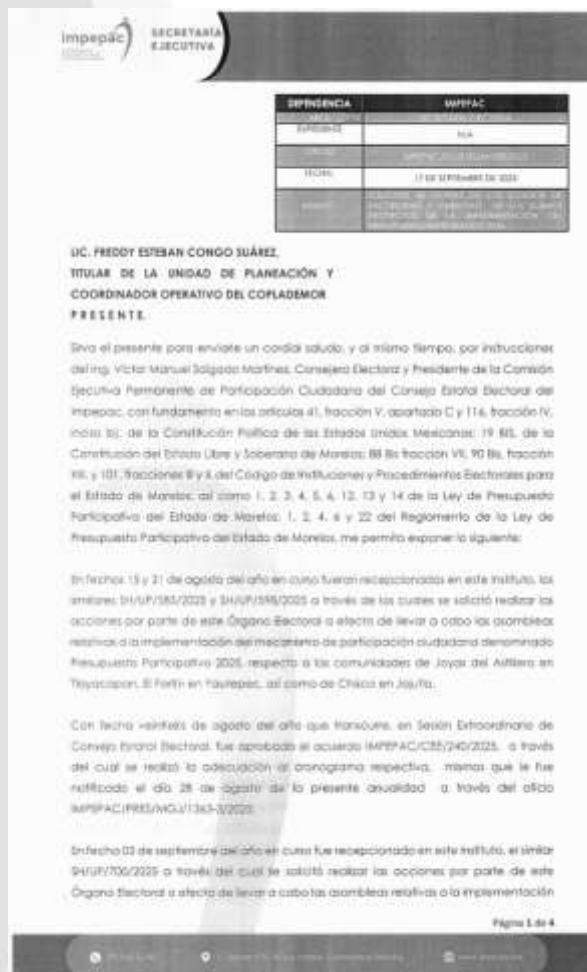 impepac
SECRETARÍA
EJECUTIVA
DEPENDENCIA IMPEPAC
EXPEDIENTE N/A
FECHA 17 DE SEPTIEMBRE DE 2025
LIC. FREDDY ESTEBAN CONGO SUÁREZ,
TITULAR DE LA UNIDAD DE PLANEACIÓN Y
COORDINADOR OPERATIVO DEL COPLADEMOR
P R E S E N T E.
Sirva el presente para enviarle un cordial saludo, y al mismo tiempo, por instrucciones
del Ing. Víctor Manuel Salgado Martínez, Consejero Electoral y Presidente de la Comisión
Ejecutiva Permanente de Participación Ciudadana del Consejo Estatal Electoral del
Impepac, con fundamento en los artículos 41, fracción V, apartado C y 116, fracción IV,
inciso b), de la Constitución Política de los Estados Unidos Mexicanos; 19 BIS, de la
Constitución del Estado Libre y Soberano de Morelos; 88 Bis fracción VII, 90 Bis, fracción
VIII, y 101, fracciones III y X del Código de Instituciones y Procedimientos Electorales para
el Estado de Morelos; así como 1, 2, 3, 4, 5, 6, 12, 13 y 14 de la Ley de Presupuesto
Participativo del Estado de Morelos; 1, 2, 4, 6 y 22 del Reglamento de la Ley de
Presupuesto Participativo del Estado de Morelos, me permito exponer lo siguiente:
En fechas 15 y 21 de agosto del año en curso fueron recepcionados en este Instituto, los
similares SH/UP/583/2025 y SH/UP/598/2025 a través de los cuales se solicitó realizar las
acciones por parte de este Órgano Electoral a efecto de llevar a cabo las asambleas
relativas a la implementación del mecanismo de participación ciudadana denominado
Presupuesto Participativo 2025, respecto a las comunidades de Joyas del Astillero en
Tlayacapan, El Fortín en Yautepec, así como de Chisco en Jojutla.
Con fecha veintiséis de agosto del año que transcurre, en Sesión Extraordinaria de
Consejo Estatal Electoral, fue aprobado el acuerdo IMPEPAC/CEE/240/2025, a través
del cual se realizó la adecuación al cronograma respectiva, mismas que le fue
notificado el día 28 de agosto de la presente anualidad a través del oficio
IMPEPAC/PRES/MGJ/1363-3/2025.
En fecha 03 de septiembre del año en curso fue recepcionado en este Instituto, el similar
SH/UP/700/2025 a través del cual se solicitó realizar las acciones por parte de este
Órgano Electoral a efecto de llevar a cabo las asambleas relativas a la implementación
Página 1 de 4